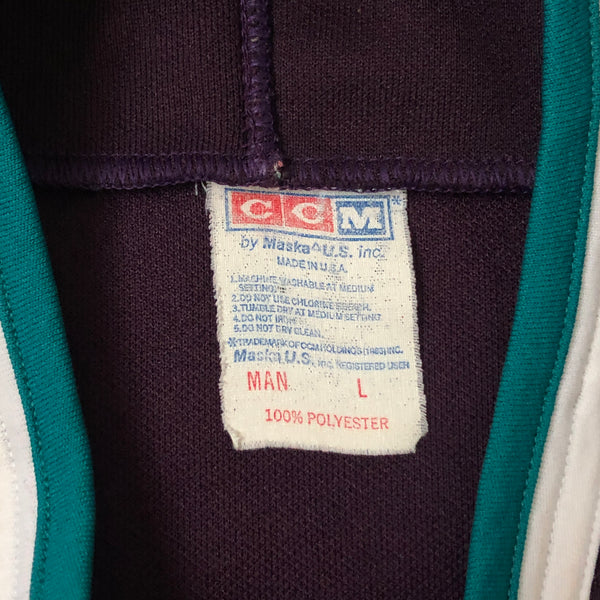 CCM*
by Maska^U.S. inc.
MADE IN U.S.A.
1.MACHINE WASHABLE AT MEDIUM
SETTING.
2.DO NOT USE CHLORINE BLEECH.
3.TUMBLE DRY AT MEDIUM SETTING.
4.DO NOT IRON
5.DO NOT DRY CLEAN.
*TRADEMARK OF CCM HOLDINGS (1983) INC.
Maska U.S. inc. REGISTERED USER
MAN L
100% POLYESTER